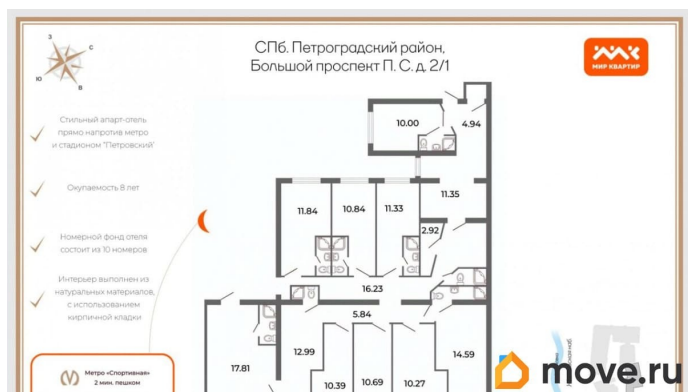 СПб. Петроградский район,
Большой проспект П. С. д. 2/1
МИР КВАРТИР
З
С
Ю
В
Стильный апарт-отель
прямо напротив метро
и стадионом "Петровский"
Окупаемость 8 лет
Номерной фонд отеля
состоит из 10 номеров
Интерьер выполнен из
натуральных материалов,
с использованием
кирпичной кладки
Метро «Спортивная»
2 мин. пешком
10.00
4.94
11.35
11.84
10.84
11.33
2.92
16.23
5.84
17.81
12.99
14.59
10.39
10.69
10.27
move.ru